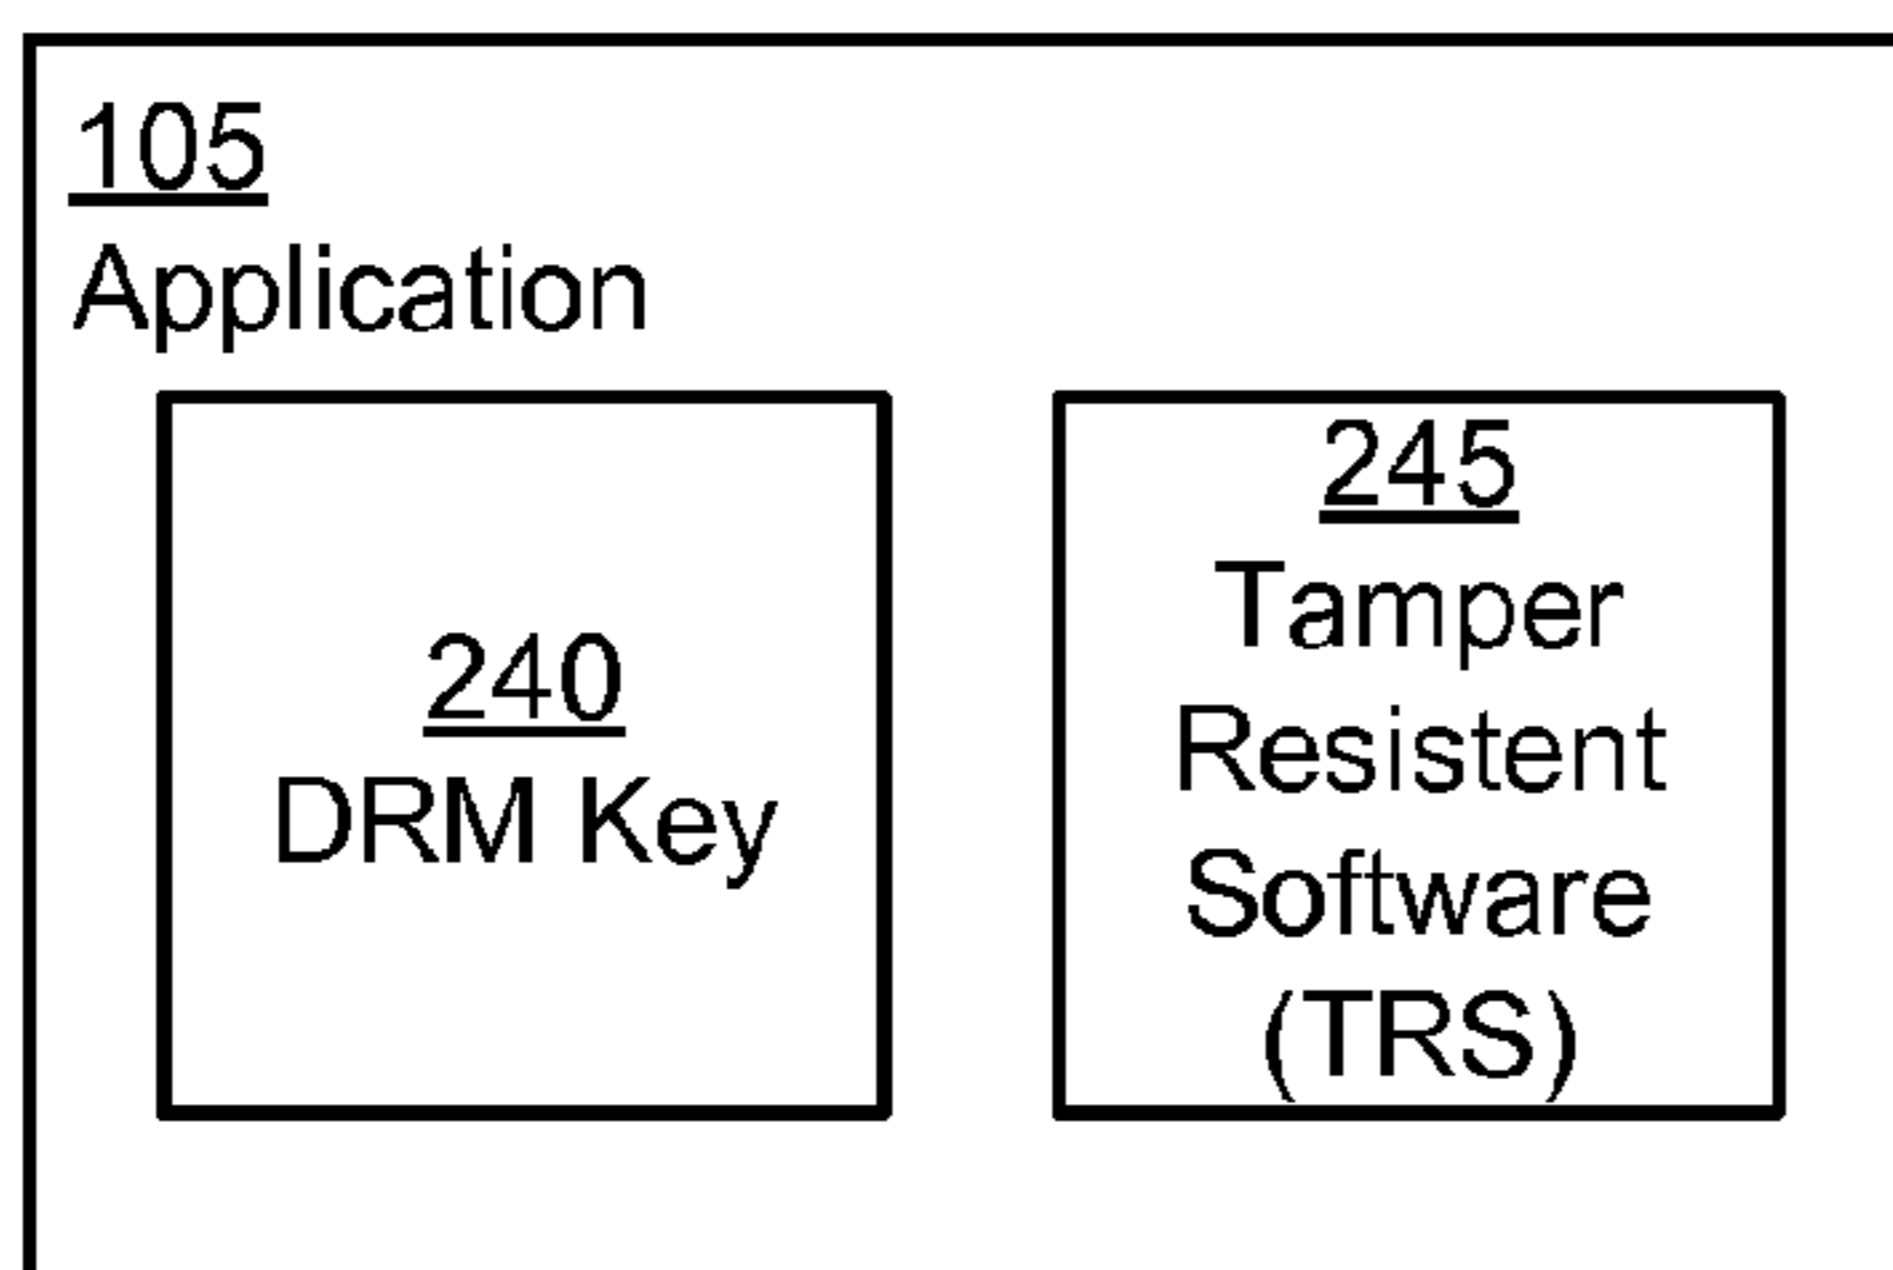 105
Application
240
DRM Key
245
Tamper
Resistent
Software
(TRS)